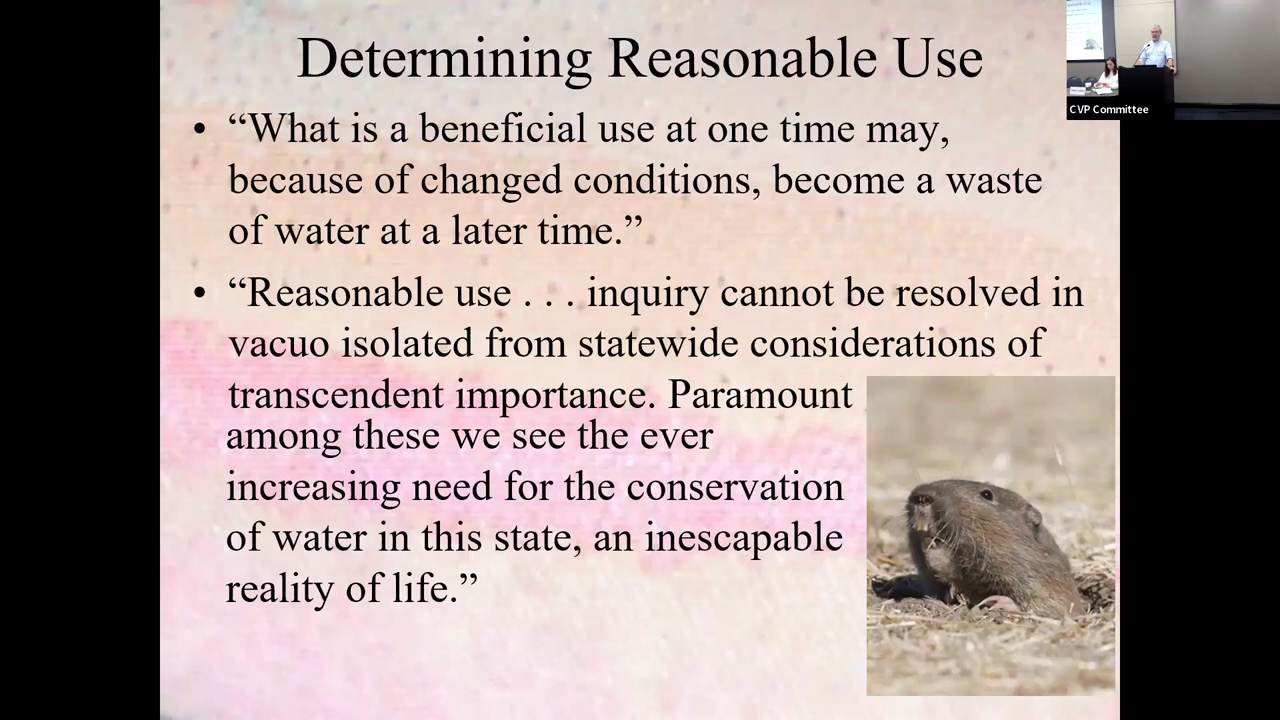 Determining Reasonable Use
CVP Committee
• “What is a beneficial use at one time may,
because of changed conditions, become a waste
of water at a later time.”
• “Reasonable use . . . inquiry cannot be resolved in
vacuo isolated from statewide considerations of
transcendent importance. Paramount
among these we see the ever
increasing need for the conservation
of water in this state, an inescapable
reality of life.”